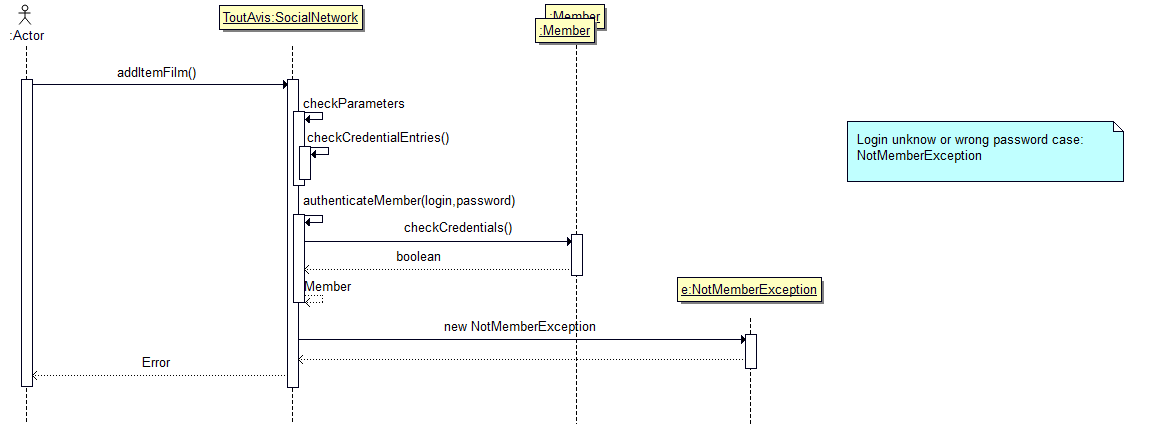 :Actor
ToutAvis:SocialNetwork
:Member
:Member
addItemFilm()
checkParameters
checkCredentialEntries()
Login unknow or wrong password case:
NotMemberException
authenticateMember(login,password)
checkCredentials()
boolean
Member
e:NotMemberException
new NotMemberException
Error